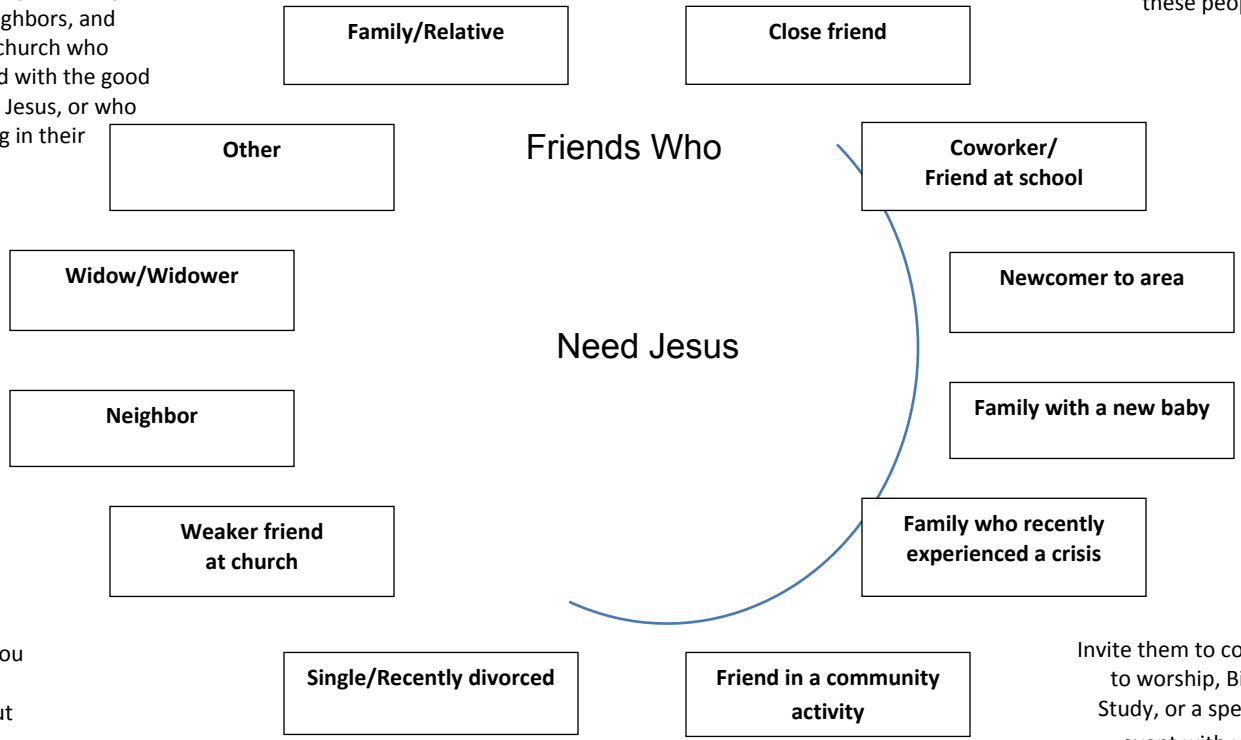 ghbors, and
church who
d with the good
Jesus, or who
g in their
these peop
Family/Relative
Close friend
Other
Friends Who
Coworker/
Friend at school
Widow/Widower
Newcomer to area
Need Jesus
Neighbor
Family with a new baby
Weaker friend
at church
Family who recently
experienced a crisis
ou
ut
Single/Recently divorced
Friend in a community
activity
Invite them to co
to worship, Bi
Study, or a spe